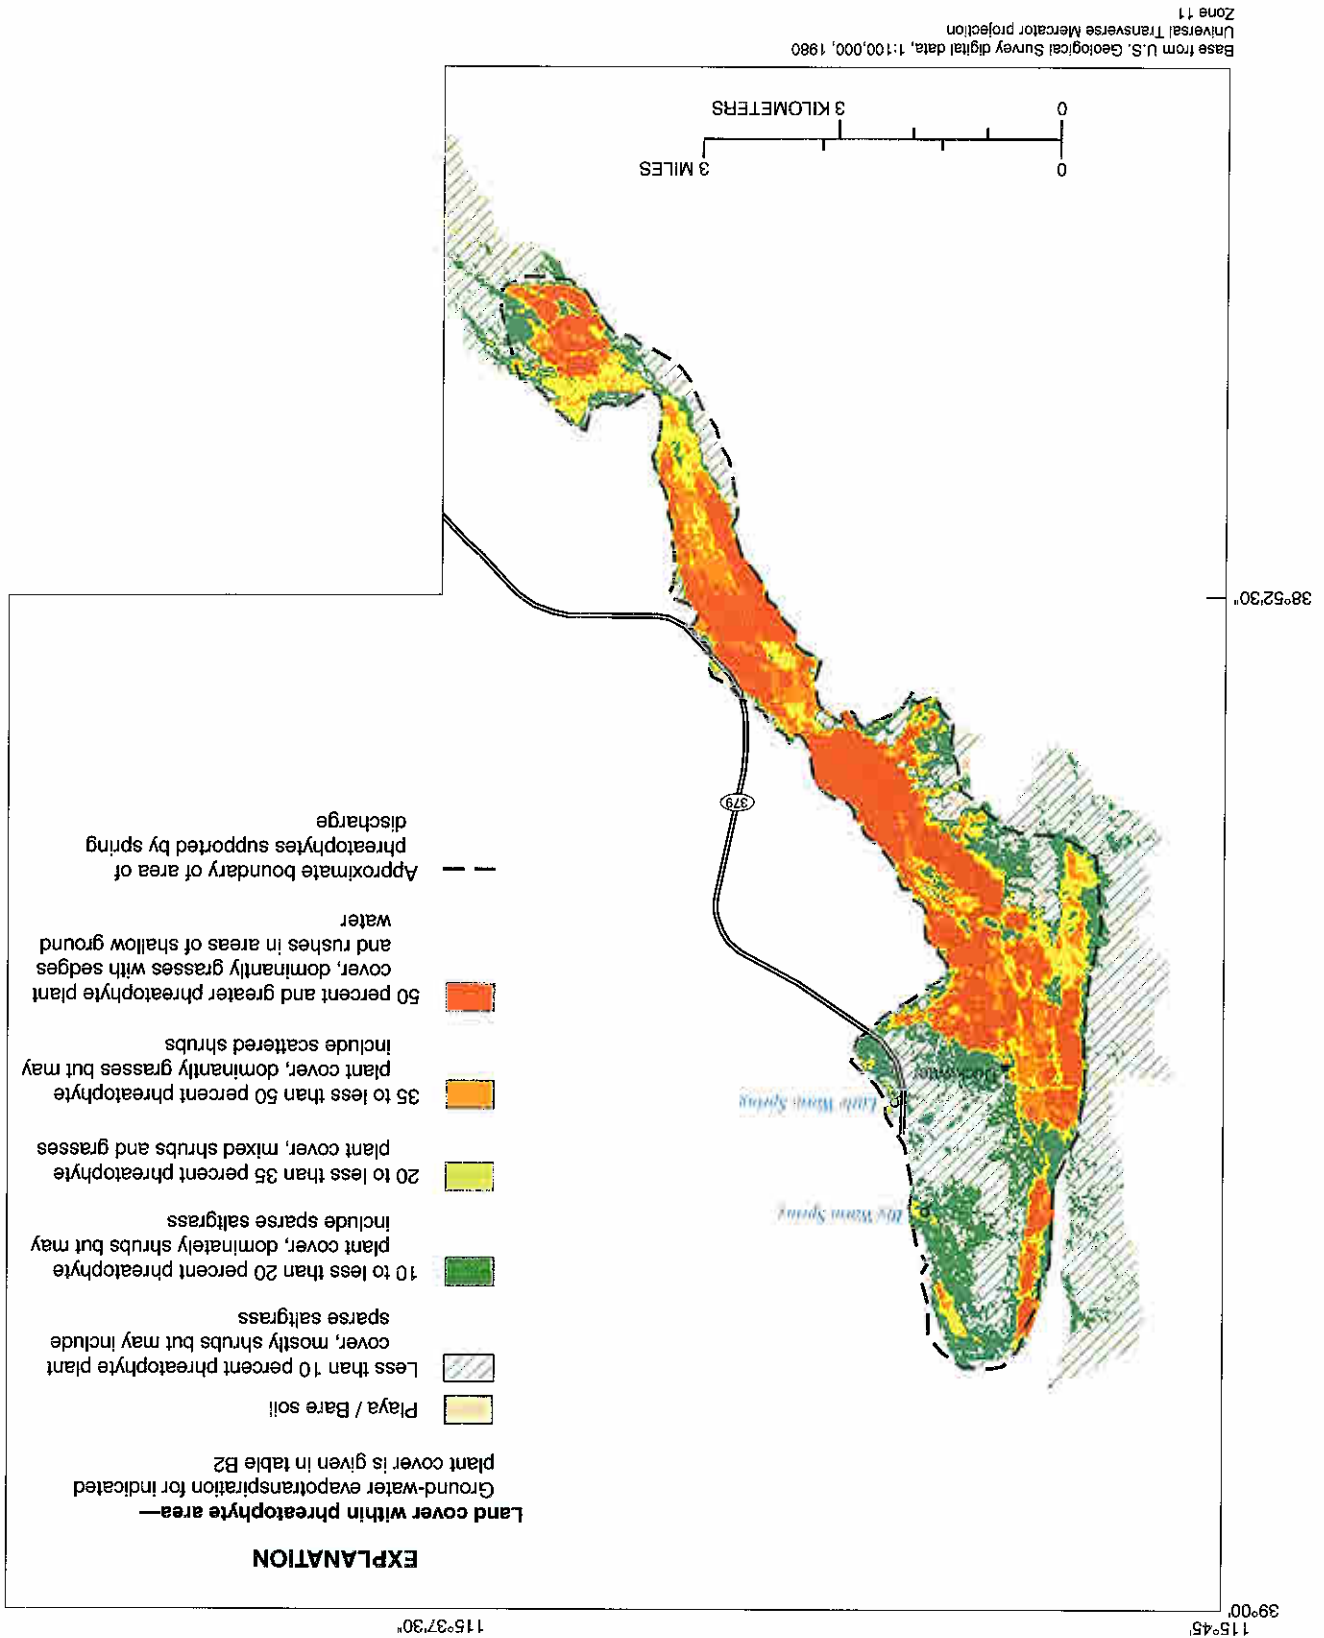 115°45'
115°37'30"
39°00'
EXPLANATION
Land cover within phreatophyte area—
Ground-water evapotranspiration for indicated
plant cover is given in table B2
Playa / Bare soil
Less than 10 percent phreatophyte plant
cover, mostly shrubs but may include
sparse saltgrass
10 to less than 20 percent phreatophyte
plant cover, dominately shrubs but may
include sparse saltgrass
20 to less than 35 percent phreatophyte
plant cover, mixed shrubs and grasses
35 to less than 50 percent phreatophyte
plant cover, dominantly grasses but may
include scattered shrubs
50 percent and greater phreatophyte plant
cover, dominantly grasses with sedges
and rushes in areas of shallow ground
water
Approximate boundary of area of
phreatophytes supported by spring
discharge
Big Warm Spring
Little Warm Spring
Duckwater
379
38°52'30"
0 3 MILES
0 3 KILOMETERS
Base from U.S. Geological Survey digital data, 1:100,000, 1980
Universal Transverse Mercator projection
Zone 11